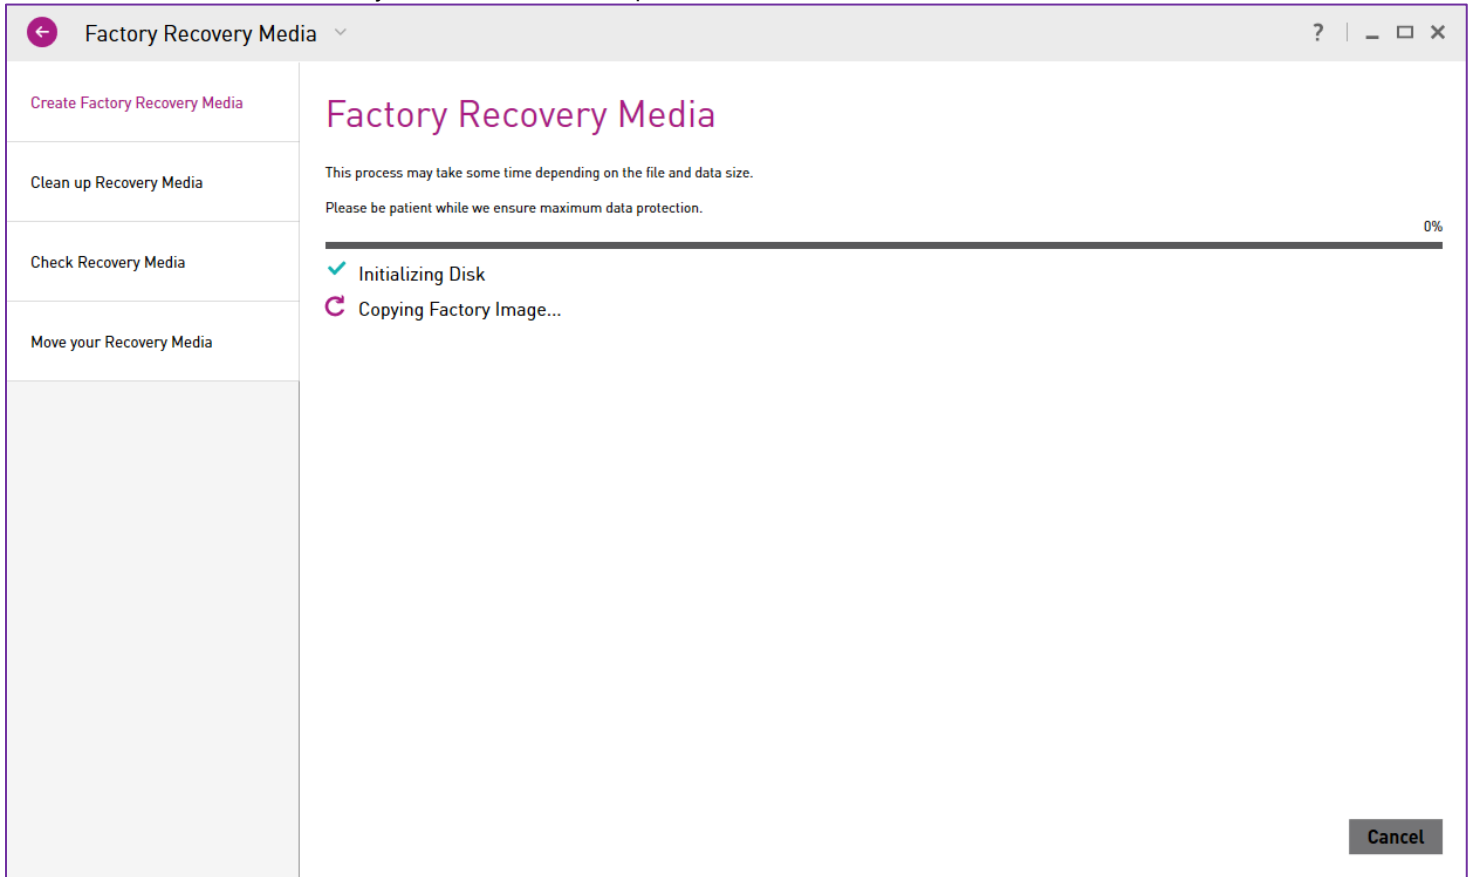 Factory Recovery Media
?
Create Factory Recovery Media
Clean up Recovery Media
Check Recovery Media
Move your Recovery Media
Factory Recovery Media
This process may take some time depending on the file and data size.
Please be patient while we ensure maximum data protection.
0%
Initializing Disk
Copying Factory Image...
Cancel